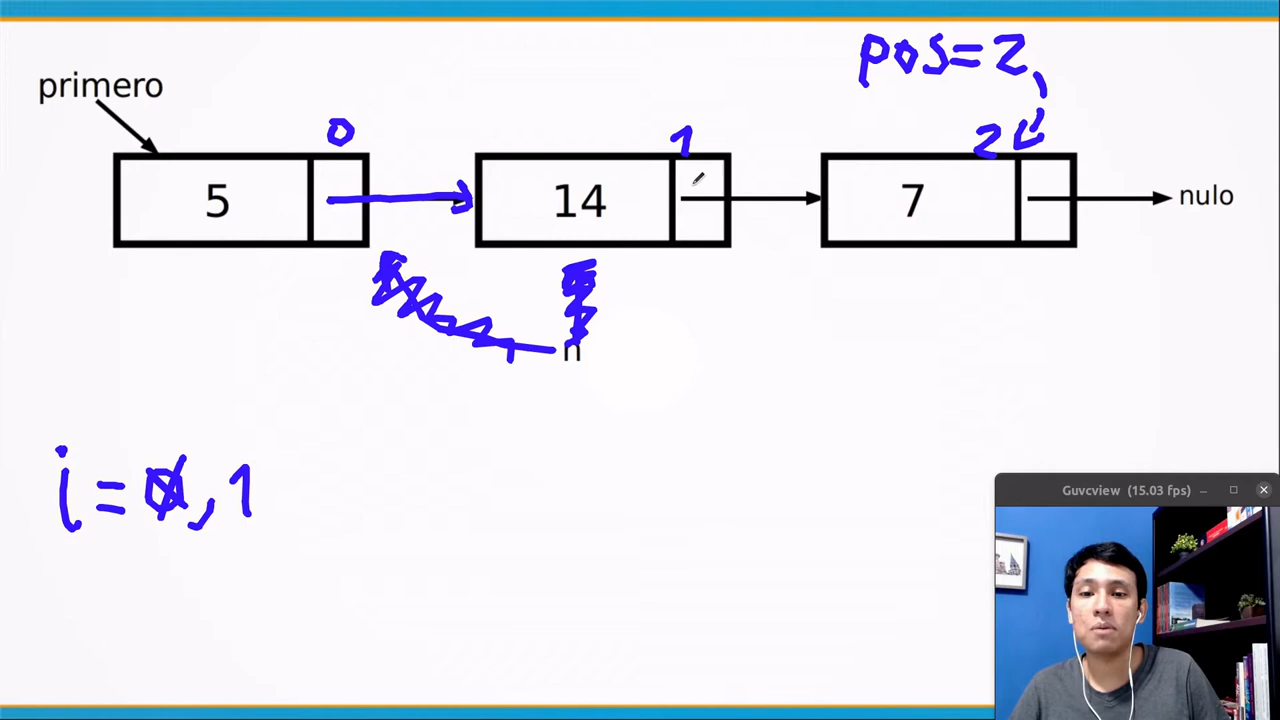 pos=2
primero
0 1 2
5 14 7 nulo
n
i = 0, 1
Guvcview (15.03 fps)